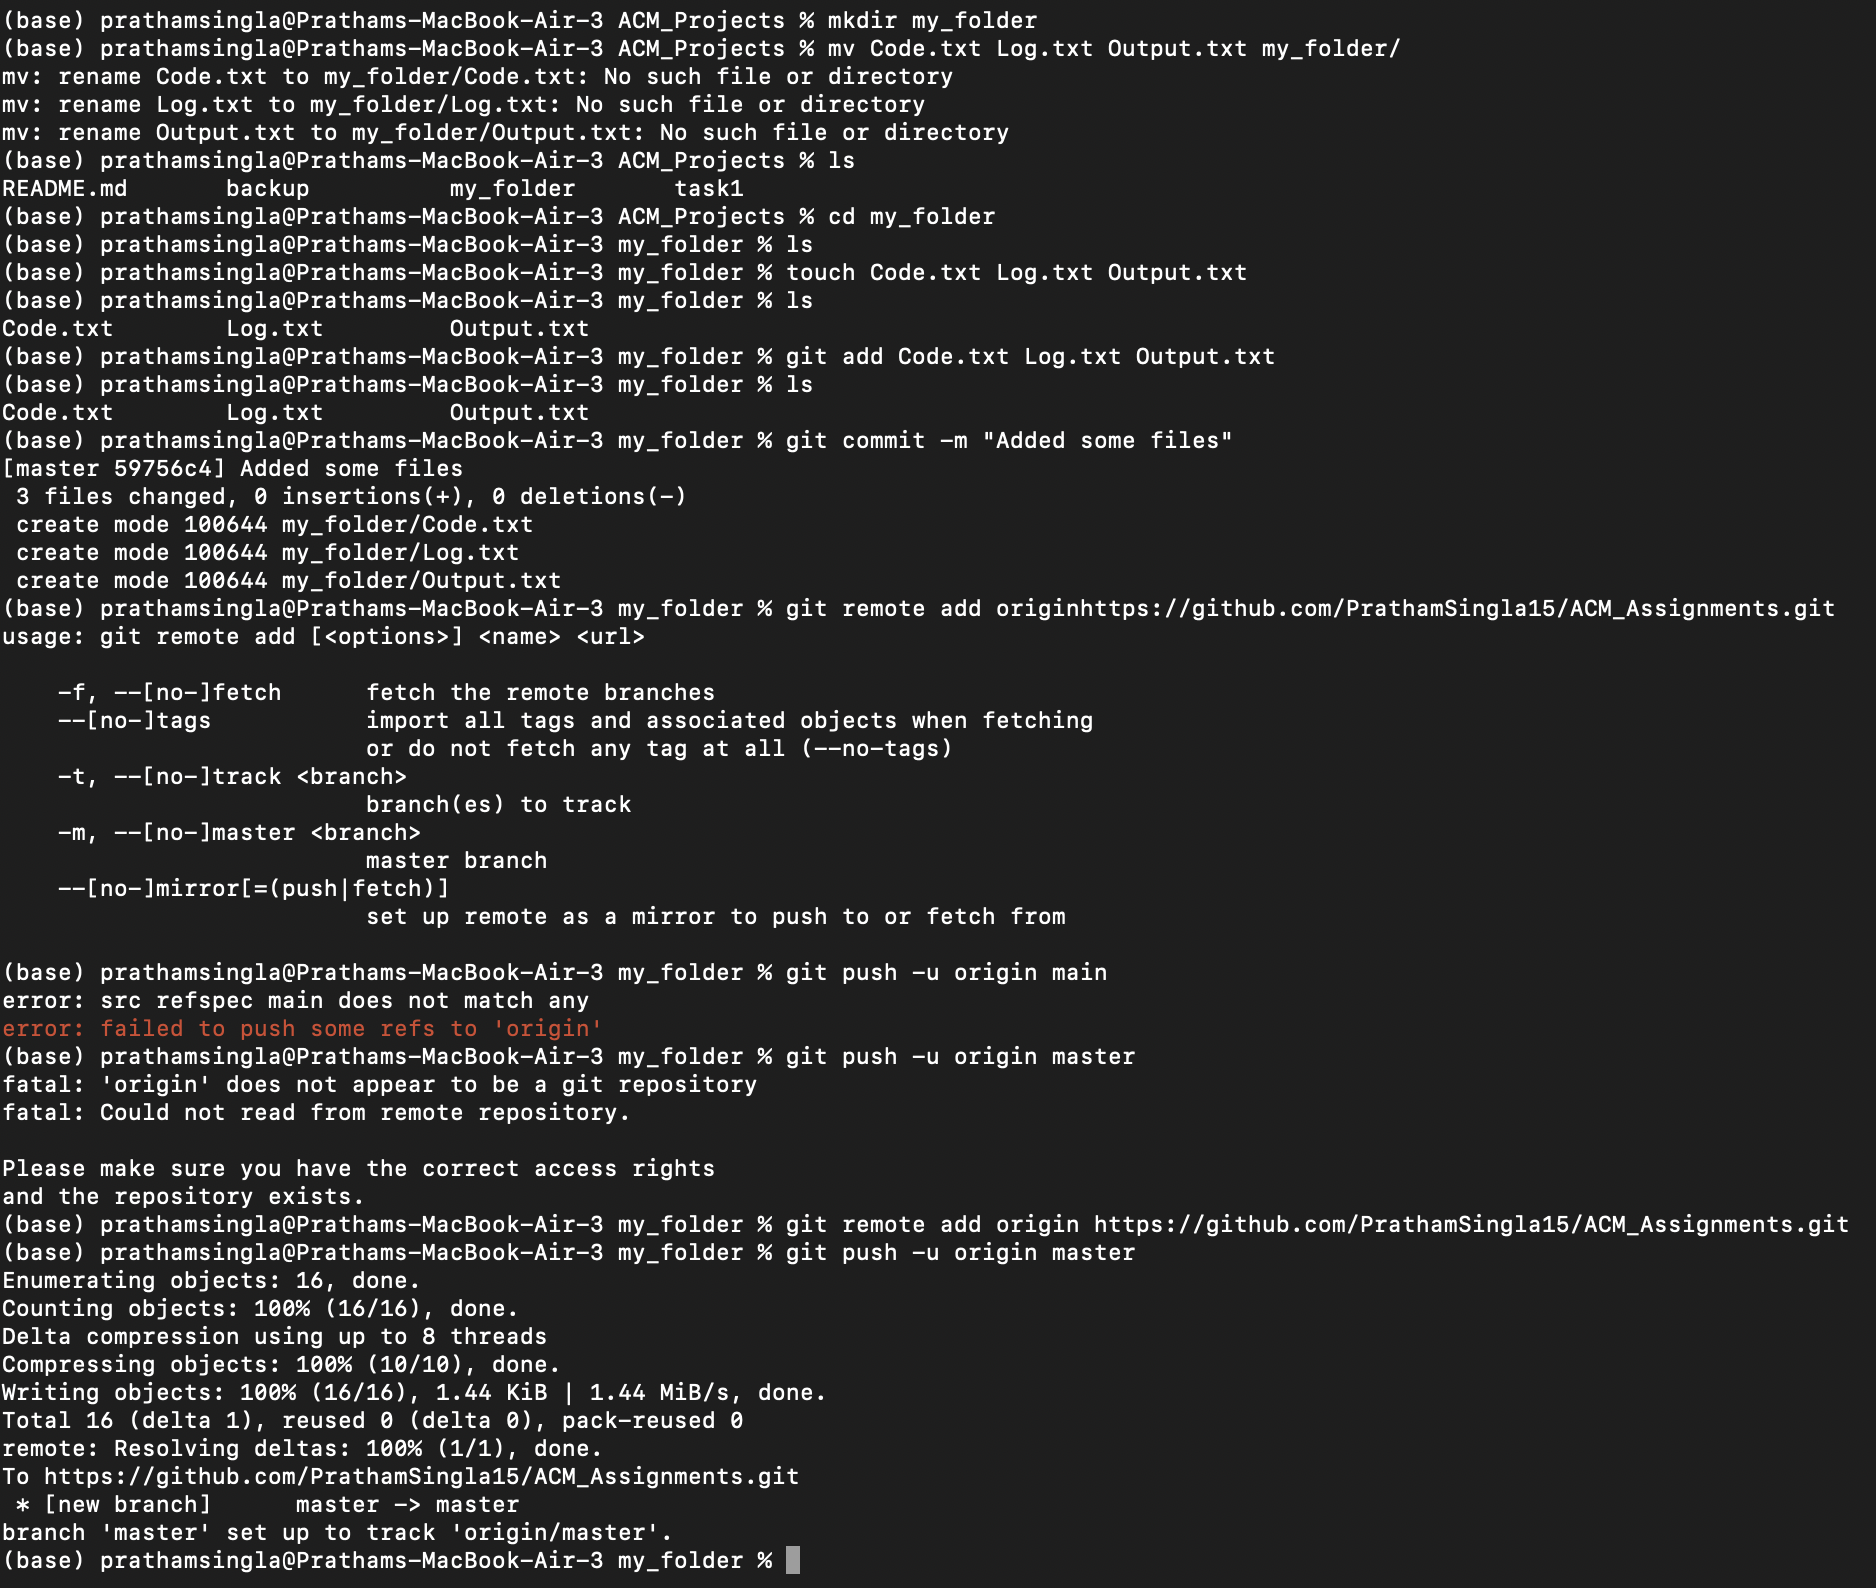 (base) prathamsingla@Prathams-MacBook-Air-3 ACM_Projects % mkdir my_folder
(base) prathamsingla@Prathams-MacBook-Air-3 ACM_Projects % mv Code.txt Log.txt Output.txt my_folder/
mv: rename Code.txt to my_folder/Code.txt: No such file or directory
mv: rename Log.txt to my_folder/Log.txt: No such file or directory
mv: rename Output.txt to my_folder/Output.txt: No such file or directory
(base) prathamsingla@Prathams-MacBook-Air-3 ACM_Projects % ls
README.md       backup          my_folder       task1
(base) prathamsingla@Prathams-MacBook-Air-3 ACM_Projects % cd my_folder
(base) prathamsingla@Prathams-MacBook-Air-3 my_folder % ls
(base) prathamsingla@Prathams-MacBook-Air-3 my_folder % touch Code.txt Log.txt Output.txt
(base) prathamsingla@Prathams-MacBook-Air-3 my_folder % ls
Code.txt        Log.txt         Output.txt
(base) prathamsingla@Prathams-MacBook-Air-3 my_folder % git add Code.txt Log.txt Output.txt
(base) prathamsingla@Prathams-MacBook-Air-3 my_folder % ls
Code.txt        Log.txt         Output.txt
(base) prathamsingla@Prathams-MacBook-Air-3 my_folder % git commit -m "Added some files"
[master 59756c4] Added some files
 3 files changed, 0 insertions(+), 0 deletions(-)
 create mode 100644 my_folder/Code.txt
 create mode 100644 my_folder/Log.txt
 create mode 100644 my_folder/Output.txt
(base) prathamsingla@Prathams-MacBook-Air-3 my_folder % git remote add originhttps://github.com/PrathamSingla15/ACM_Assignments.git
usage: git remote add [<options>] <name> <url>

    -f, --[no-]fetch      fetch the remote branches
    --[no-]tags           import all tags and associated objects when fetching
                          or do not fetch any tag at all (--no-tags)
    -t, --[no-]track <branch>
                          branch(es) to track
    -m, --[no-]master <branch>
                          master branch
    --[no-]mirror[=(push|fetch)]
                          set up remote as a mirror to push to or fetch from

(base) prathamsingla@Prathams-MacBook-Air-3 my_folder % git push -u origin main
error: src refspec main does not match any
error: failed to push some refs to 'origin'
(base) prathamsingla@Prathams-MacBook-Air-3 my_folder % git push -u origin master
fatal: 'origin' does not appear to be a git repository
fatal: Could not read from remote repository.

Please make sure you have the correct access rights
and the repository exists.
(base) prathamsingla@Prathams-MacBook-Air-3 my_folder % git remote add origin https://github.com/PrathamSingla15/ACM_Assignments.git
(base) prathamsingla@Prathams-MacBook-Air-3 my_folder % git push -u origin master
Enumerating objects: 16, done.
Counting objects: 100% (16/16), done.
Delta compression using up to 8 threads
Compressing objects: 100% (10/10), done.
Writing objects: 100% (16/16), 1.44 KiB | 1.44 MiB/s, done.
Total 16 (delta 1), reused 0 (delta 0), pack-reused 0
remote: Resolving deltas: 100% (1/1), done.
To https://github.com/PrathamSingla15/ACM_Assignments.git
 * [new branch]      master -> master
branch 'master' set up to track 'origin/master'.
(base) prathamsingla@Prathams-MacBook-Air-3 my_folder %